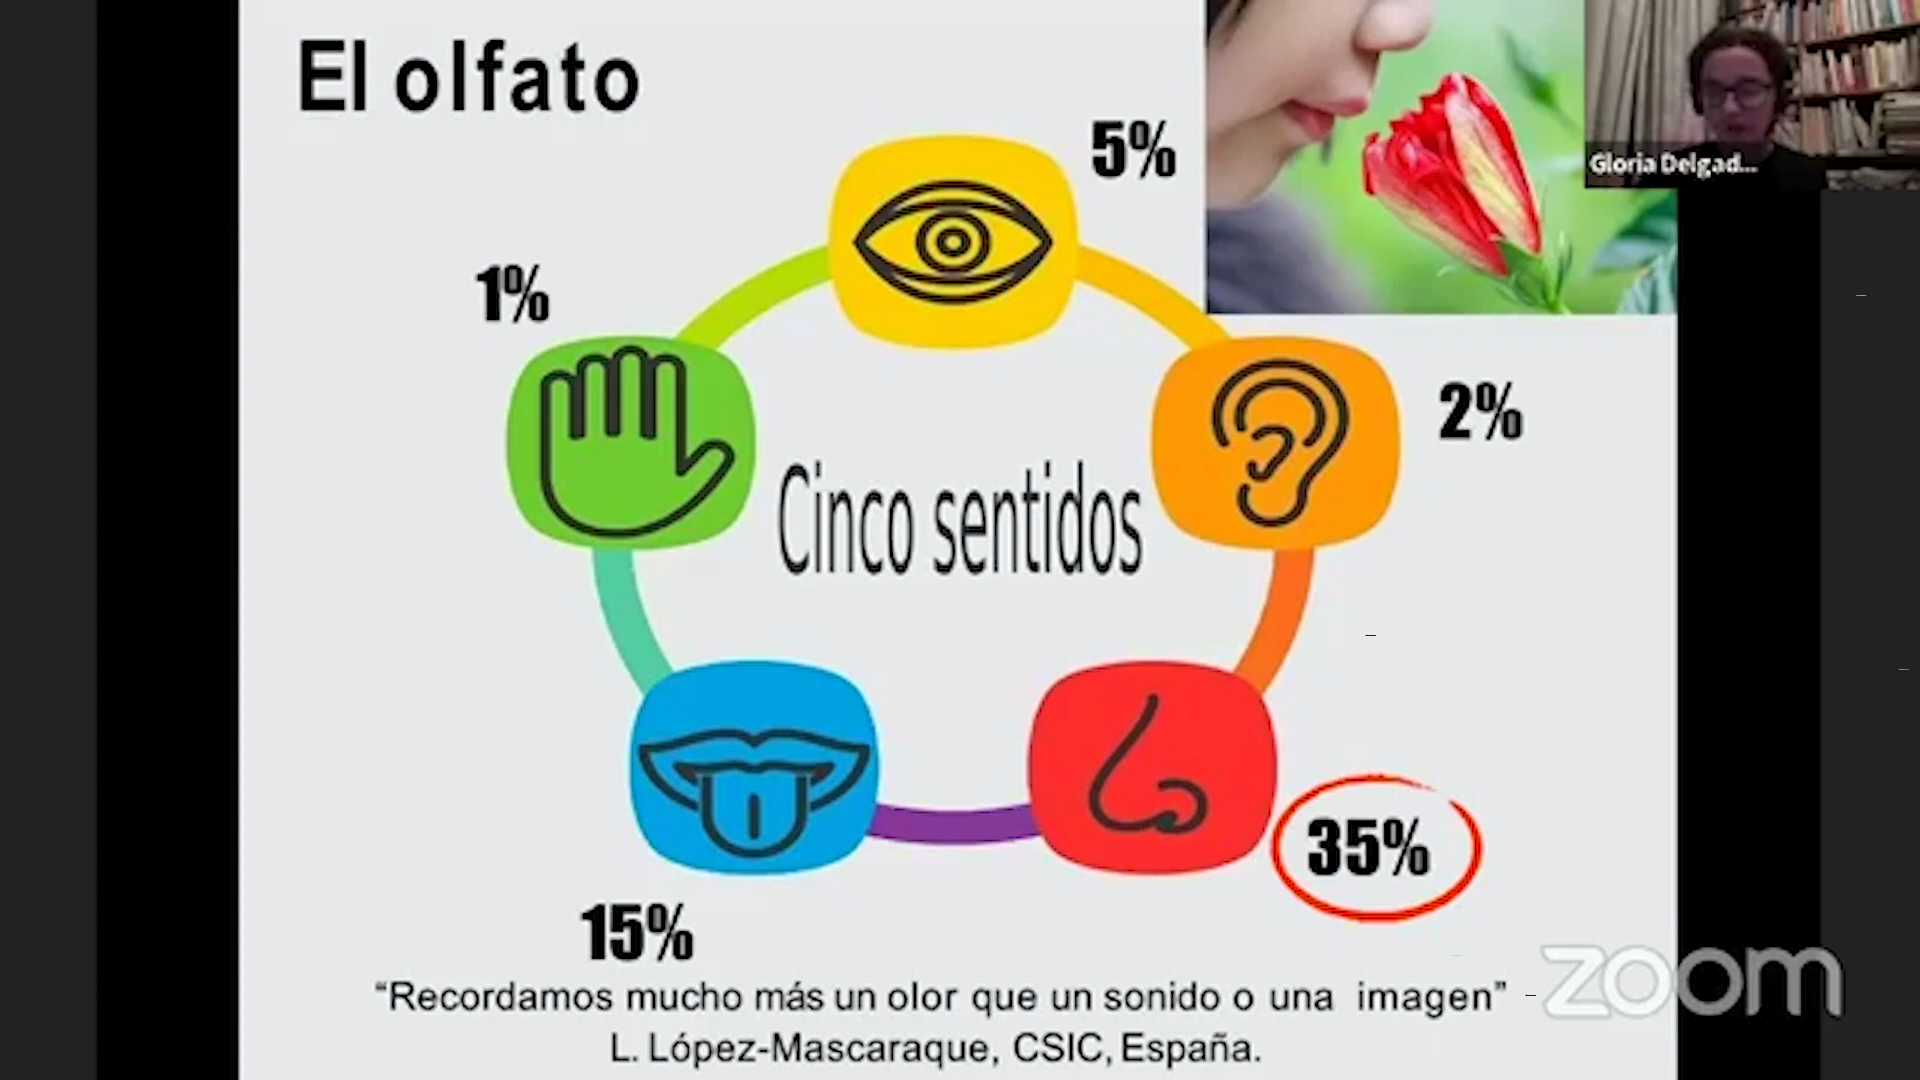 El olfato
5%
Gloria Delgad...
1%
2%
Cinco sentidos
35%
15%
“Recordamos mucho más un olor que un sonido o una imagen”
L. López-Mascaraque, CSIC, España.
zoom